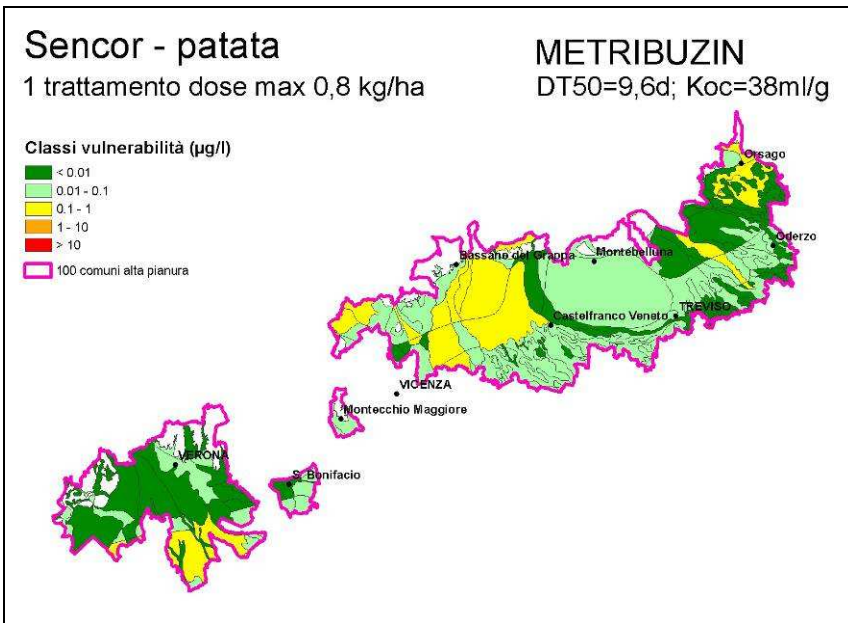 Sencor - patata
1 trattamento dose max 0,8 kg/ha
METRIBUZIN
DT50=9,6d; Koc=38ml/g
Classi vulnerabilità (µg/l)
< 0.01
0.01 - 0.1
0.1 - 1
1 - 10
> 10
100 comuni alta pianura
Orsago
Oderzo
Bassano del Grappa
Montebelluna
Castelfranco Veneto
TREVISO
VICENZA
Montecchio Maggiore
VERONA
S. Bonifacio